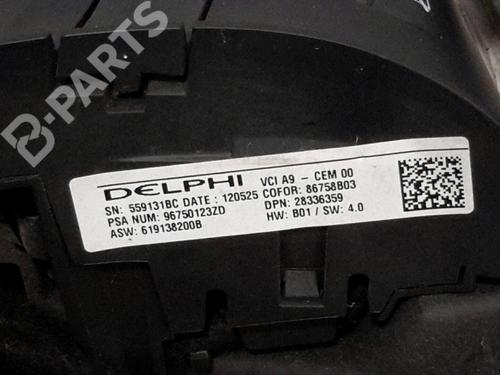 B-PARTS
DELPHI VCI A9 - CEM 00
SN: 559131BC DATE : 120525 COFOR: 86758B03
PSA NUM: 96750123ZD DPN: 28336359
ASW: 619138200B HW: B01 / SW: 4.0